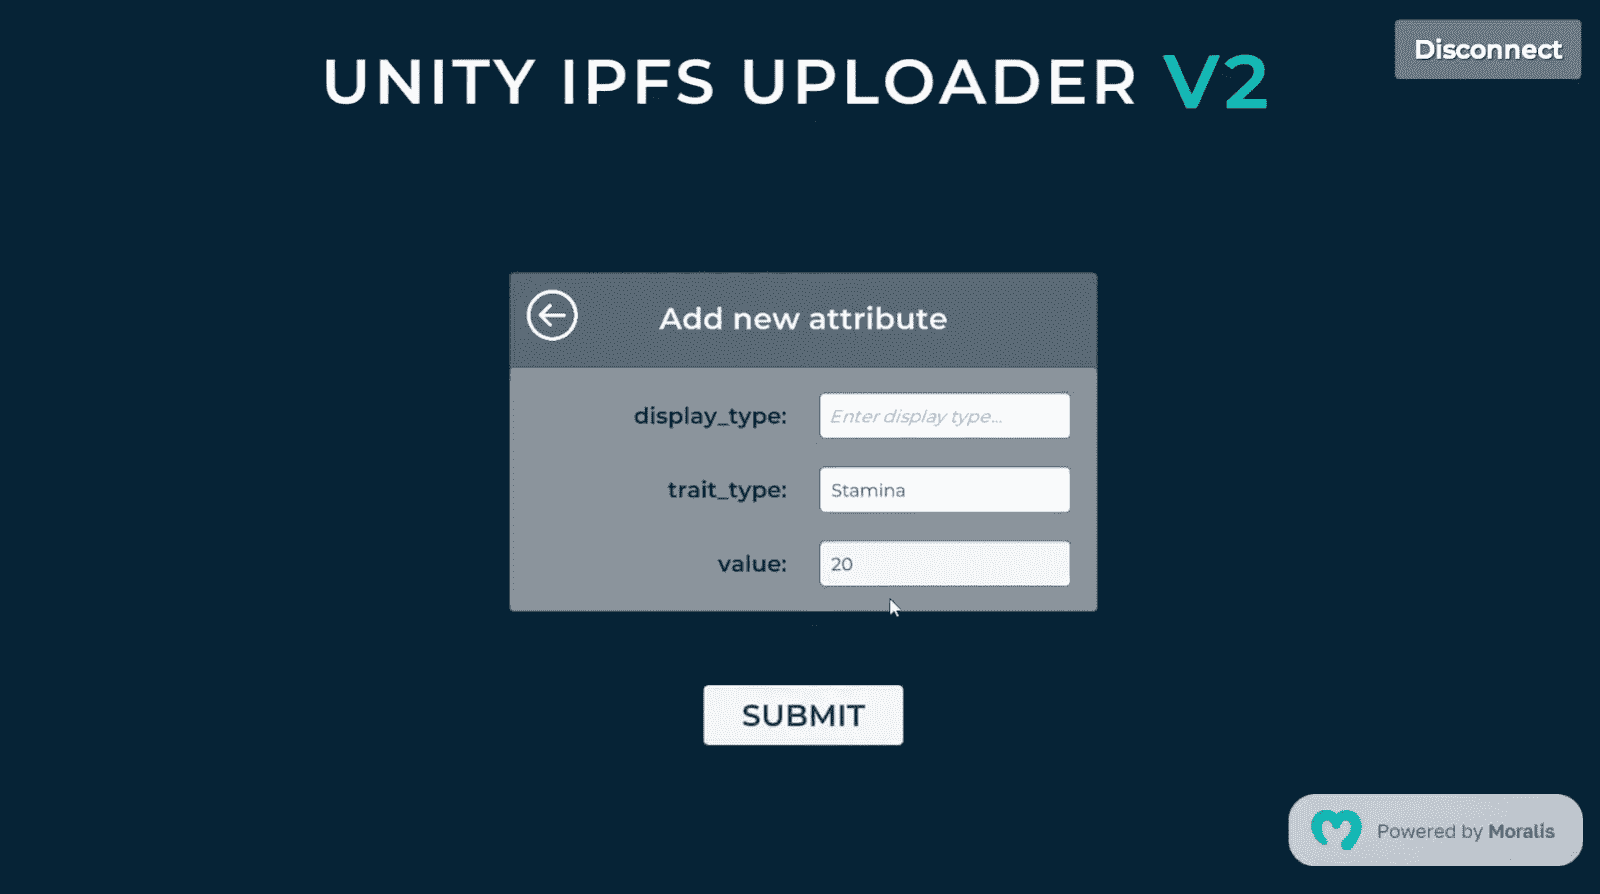 Disconnect
UNITY IPFS UPLOADER V2
Add new attribute
display_type: Enter display type...
trait_type: Stamina
value: 20
SUBMIT
Powered by Moralis